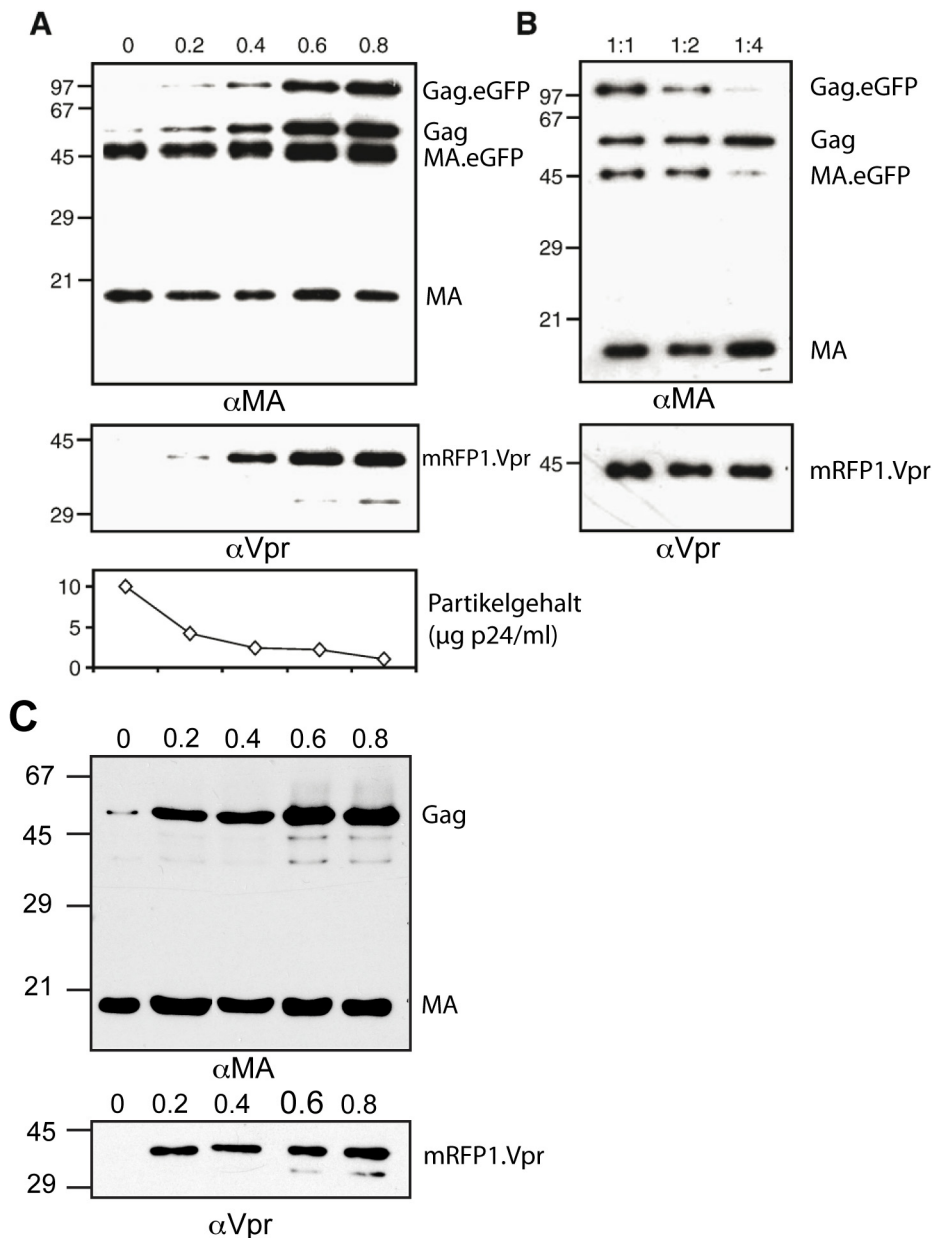 A
0 0.2 0.4 0.6 0.8
97
67
45
29
21
Gag.eGFP
Gag
MA.eGFP
MA
αMA
45
29
mRFP1.Vpr
αVpr
10
5
0
Partikelgehalt
(µg p24/ml)
B
1:1 1:2 1:4
97
67
45
29
21
Gag.eGFP
Gag
MA.eGFP
MA
αMA
45
mRFP1.Vpr
αVpr
C
0 0.2 0.4 0.6 0.8
67
45
29
21
Gag
MA
αMA
0 0.2 0.4 0.6 0.8
45
29
mRFP1.Vpr
αVpr